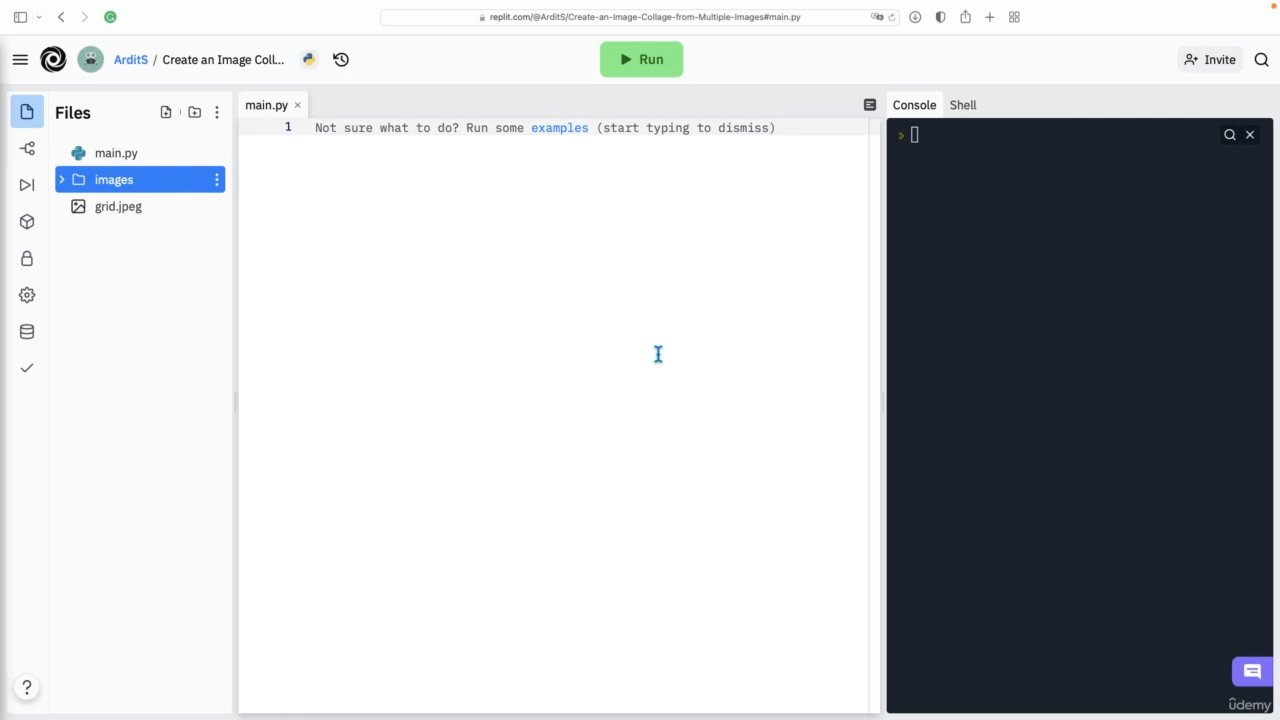 replit.com/@ArditS/Create-an-Image-Collage-from-Multiple-Images#main.py
ArditS / Create an Image Coll...
Run
Invite
Files
main.py
Console
Shell
1 Not sure what to do? Run some examples (start typing to dismiss)
main.py
images
grid.jpeg
?
ûdemy